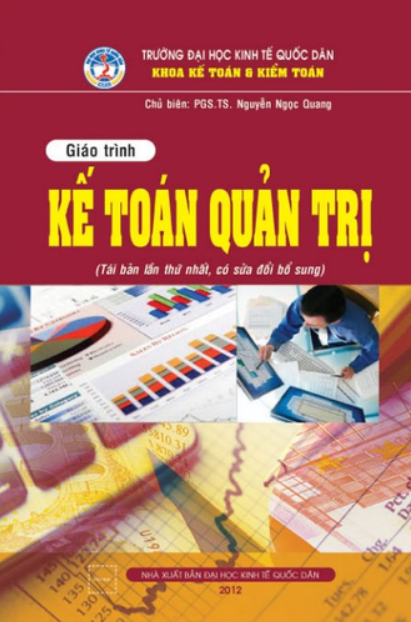 TRƯỜNG ĐẠI HỌC KINH TẾ QUỐC DÂN
KHOA KẾ TOÁN & KIỂM TOÁN
Chủ biên: PGS.TS. Nguyễn Ngọc Quang
Giáo trình
KẾ TOÁN QUẢN TRỊ
(Tái bản lần thứ nhất, có sửa đổi bổ sung)
NHÀ XUẤT BẢN ĐẠI HỌC KINH TẾ QUỐC DÂN
2012